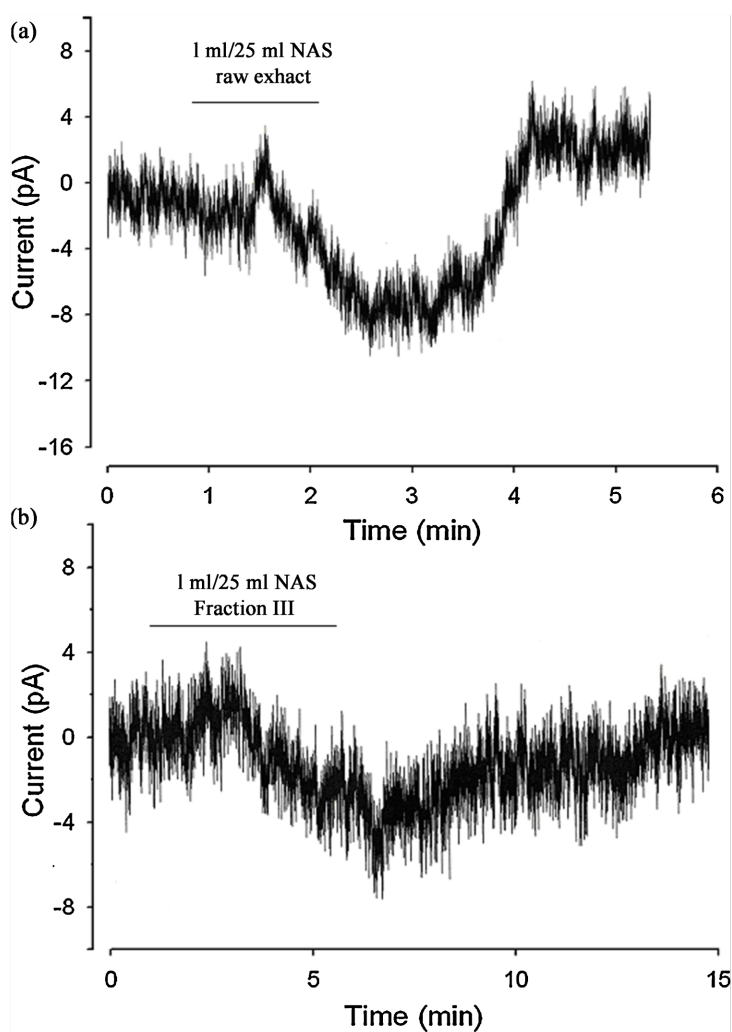 (a)
8
4
0
-4
-8
-12
-16
Current (pA)
1 ml/25 ml NAS
raw exhact
0 1 2 3 4 5 6
Time (min)
(b)
8
4
0
-4
-8
Current (pA)
1 ml/25 ml NAS
Fraction III
0 5 10 15
Time (min)